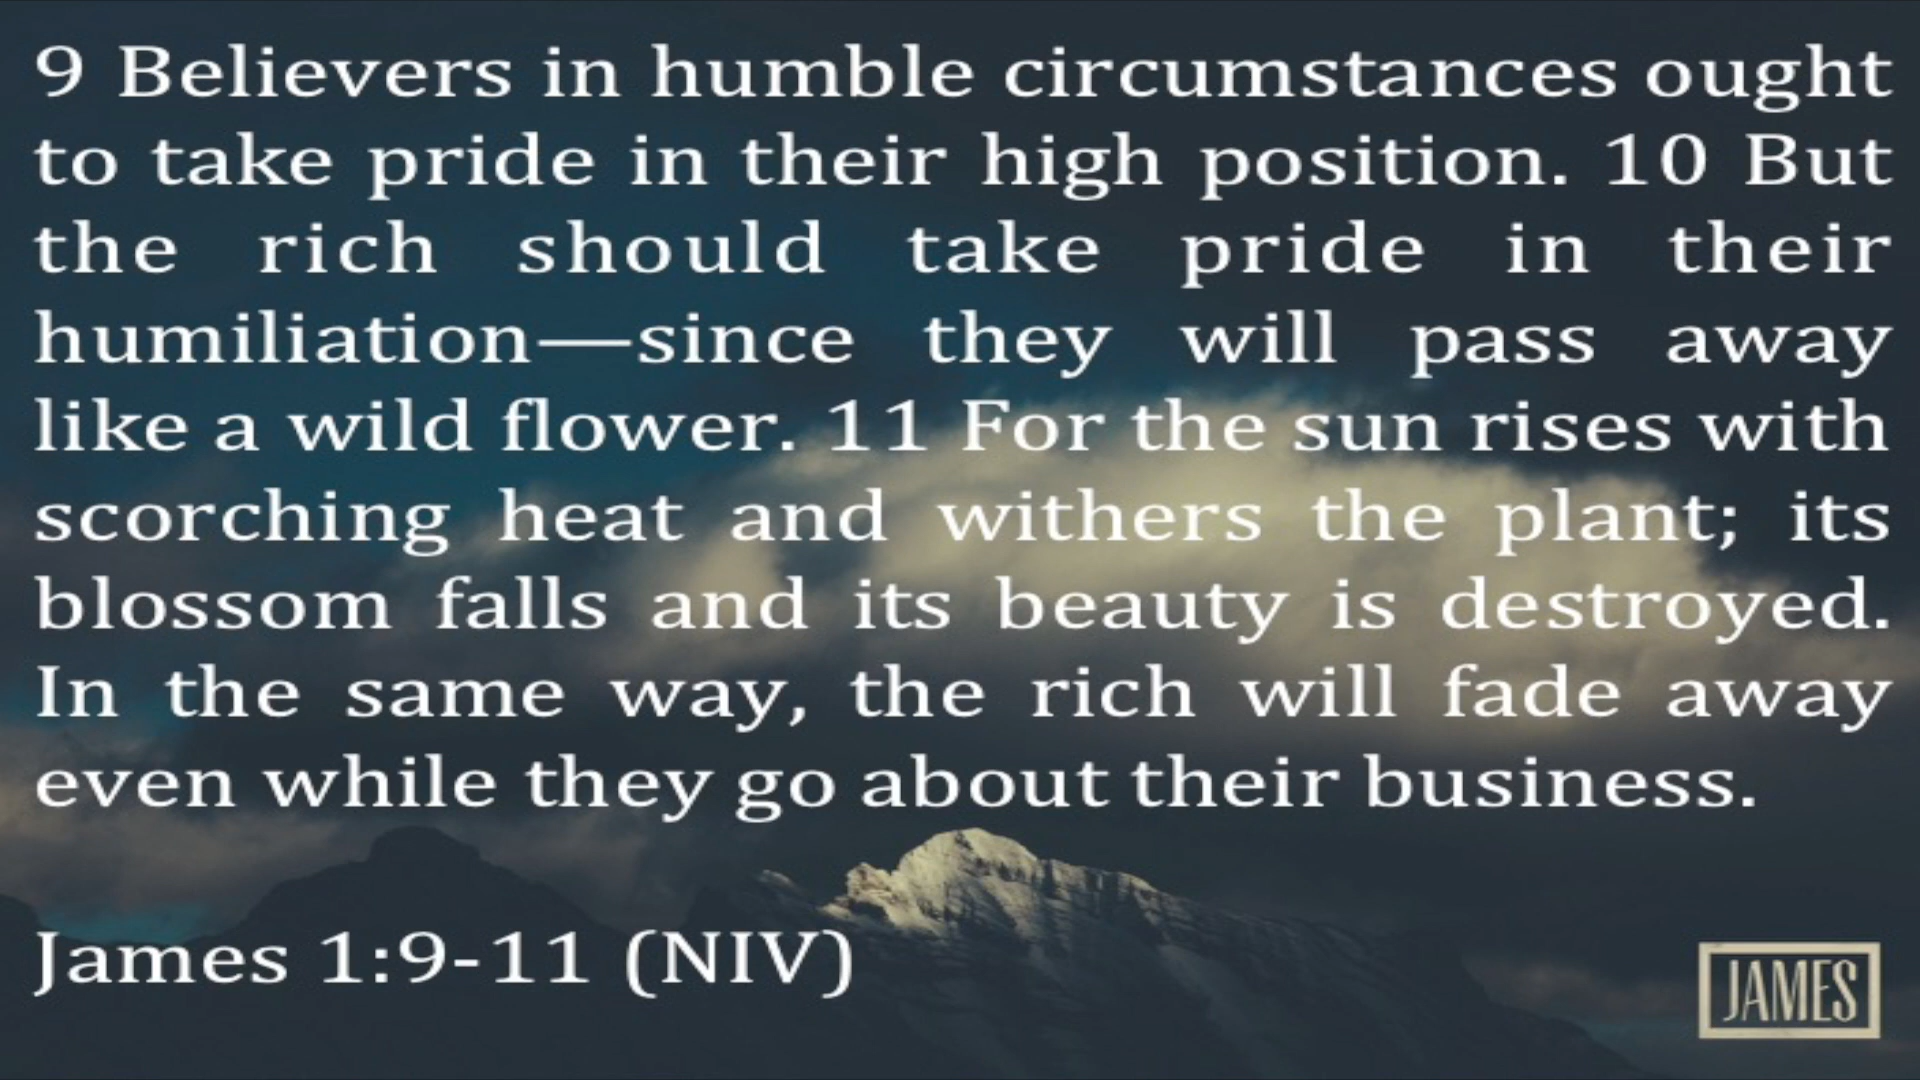 9 Believers in humble circumstances ought
to take pride in their high position. 10 But
the rich should take pride in their
humiliation—since they will pass away
like a wild flower. 11 For the sun rises with
scorching heat and withers the plant; its
blossom falls and its beauty is destroyed.
In the same way, the rich will fade away
even while they go about their business.
James 1:9-11 (NIV)
JAMES